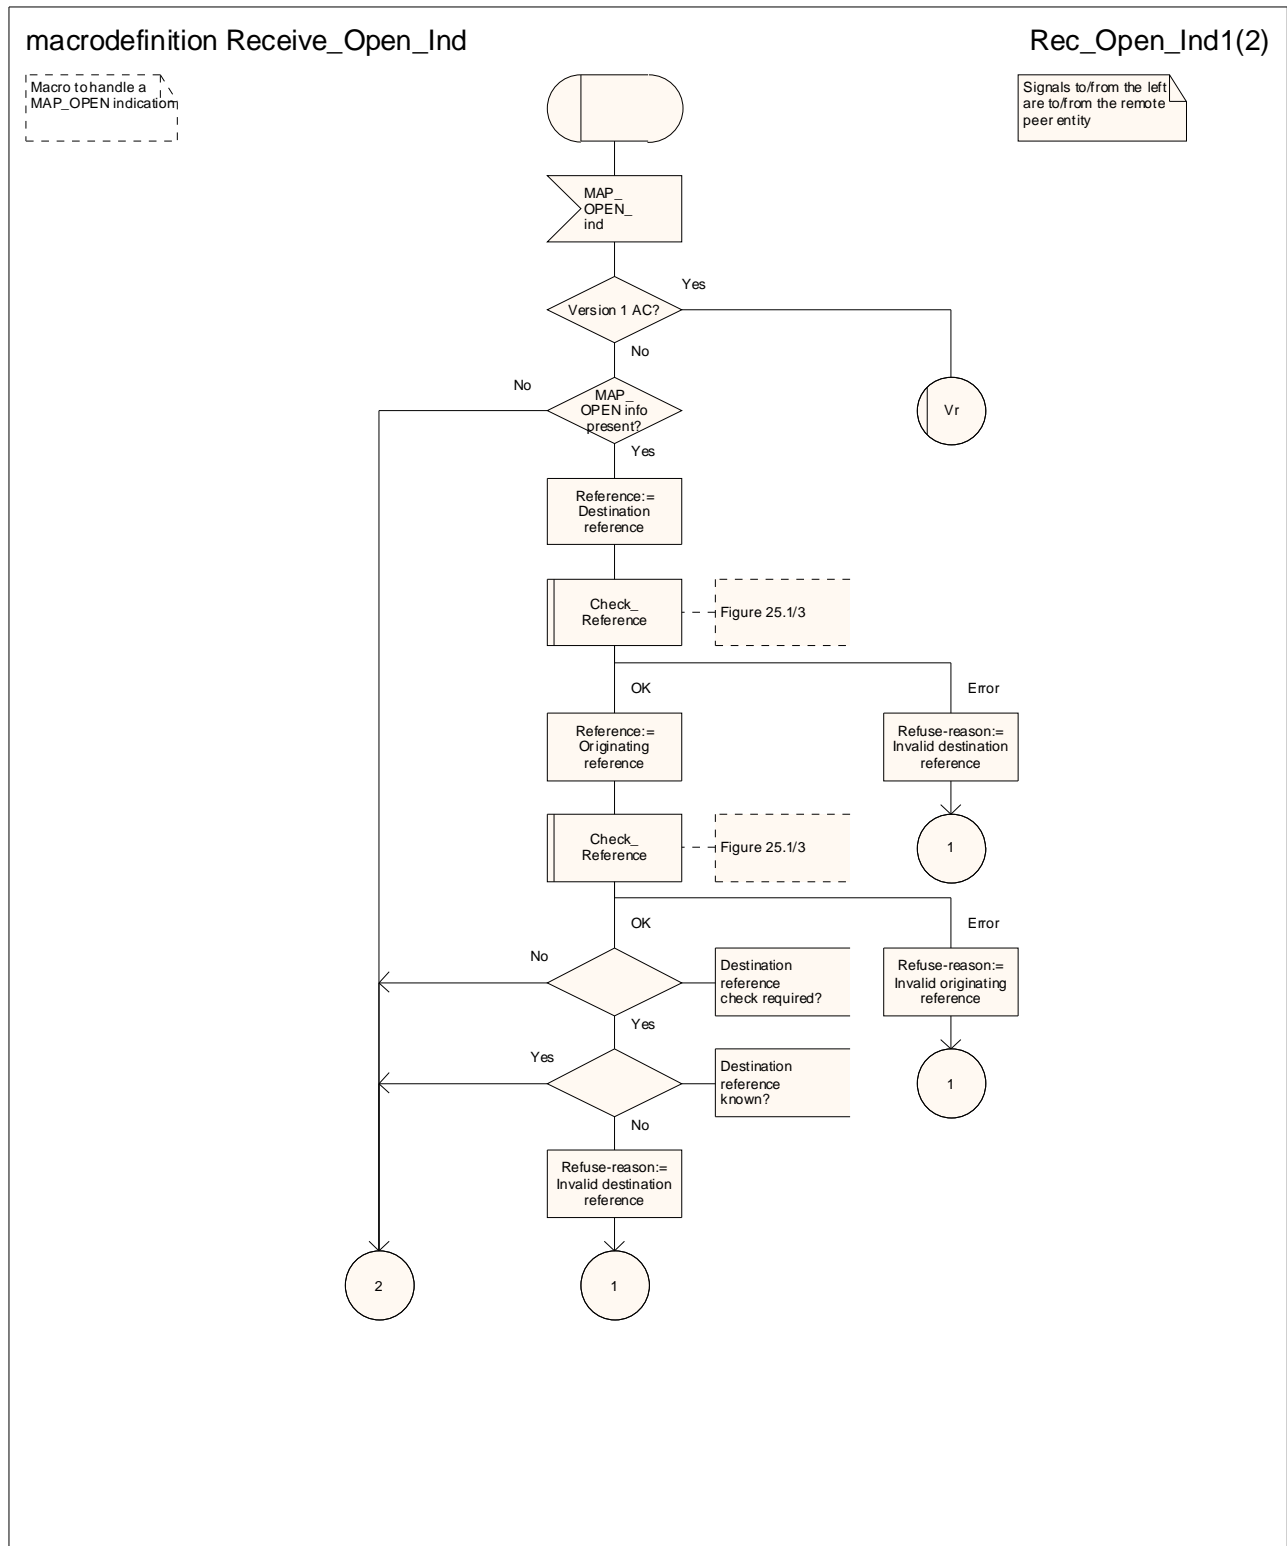 macrodefinition Receive_Open_Ind
Rec_Open_Ind1(2)
Macro to handle a
MAP_OPEN indication
Signals to/from the left
are to/from the remote
peer entity
MAP_
OPEN_
ind
Yes
Version 1 AC?
No
No
MAP_
OPEN info
present?
Vr
Yes
Reference:=
Destination
reference
Check_
Reference
Figure 25.1/3
OK
Error
Reference:=
Originating
reference
Refuse-reason:=
Invalid destination
reference
Check_
Reference
Figure 25.1/3
1
OK
Error
No
Destination
reference
check required?
Refuse-reason:=
Invalid originating
reference
Yes
Yes
Destination
reference
known?
1
No
Refuse-reason:=
Invalid destination
reference
2
1